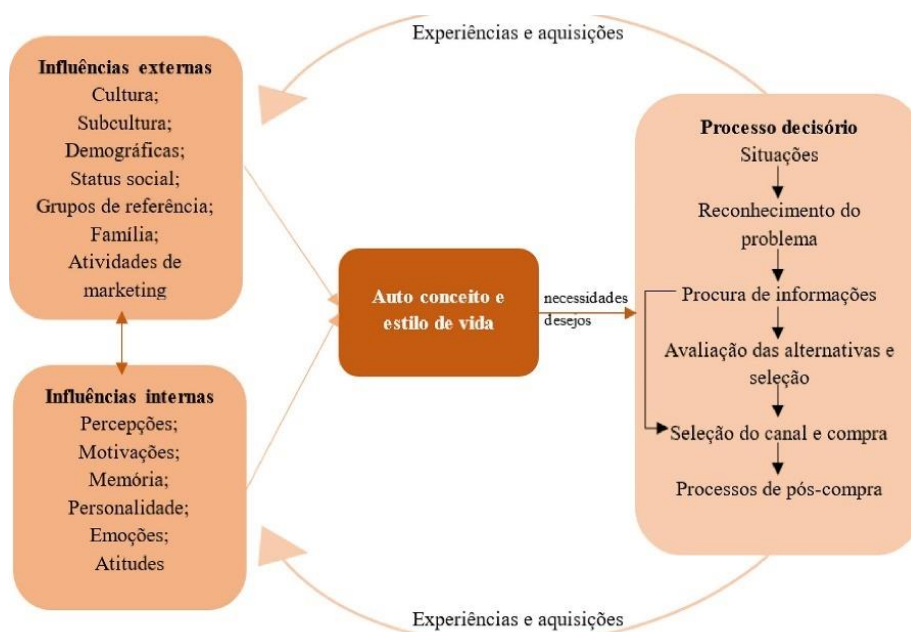 Experiências e aquisições
Influências externas
Cultura;
Subcultura;
Demográficas;
Status social;
Grupos de referência;
Família;
Atividades de
marketing
Influências internas
Percepções;
Motivações;
Memória;
Personalidade;
Emoções;
Atitudes
Auto conceito e
estilo de vida
necessidades
desejos
Processo decisório
Situações
Reconhecimento do
problema
Procura de informações
Avaliação das alternativas e
seleção
Seleção do canal e compra
Processos de pós-compra
Experiências e aquisições